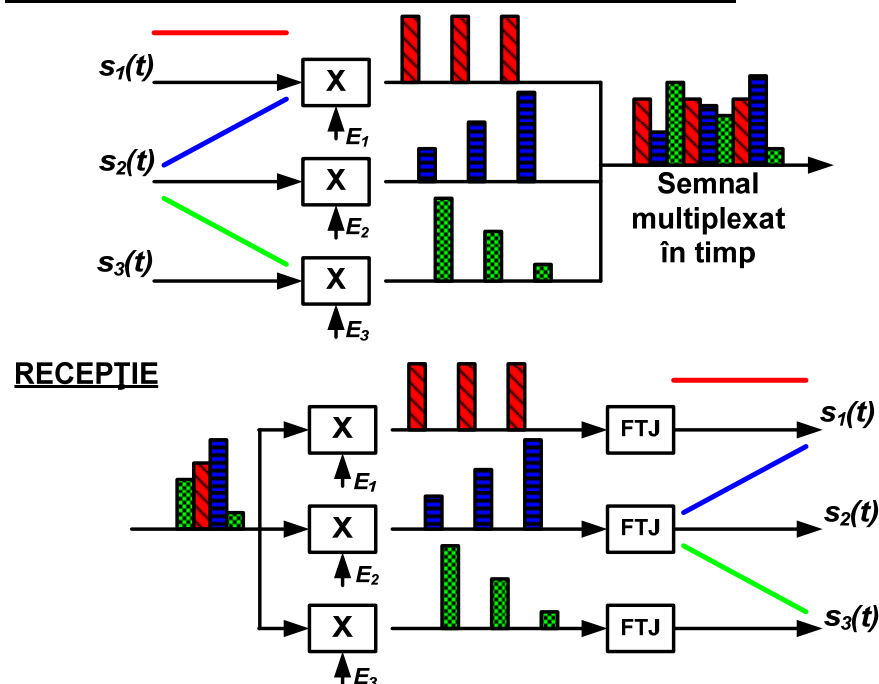 s1(t)
X
E1
s2(t)
X
E2
s3(t)
X
E3
Semnal
multiplexat
în timp
RECEPŢIE
X
E1
FTJ
s1(t)
X
E2
FTJ
s2(t)
X
E3
FTJ
s3(t)